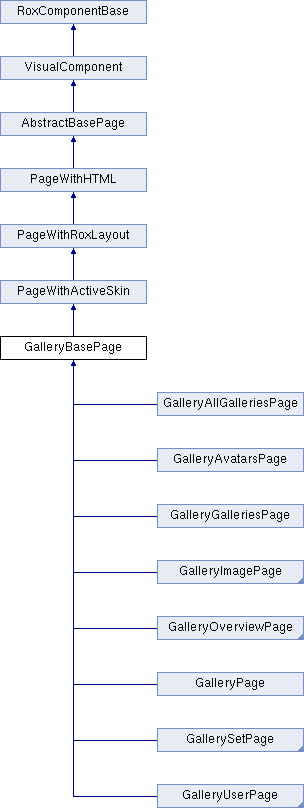 RoxComponentBase
VisualComponent
AbstractBasePage
PageWithHTML
PageWithRoxLayout
PageWithActiveSkin
GalleryBasePage
GalleryAllGalleriesPage
GalleryAvatarsPage
GalleryGalleriesPage
GalleryImagePage
GalleryOverviewPage
GalleryPage
GallerySetPage
GalleryUserPage